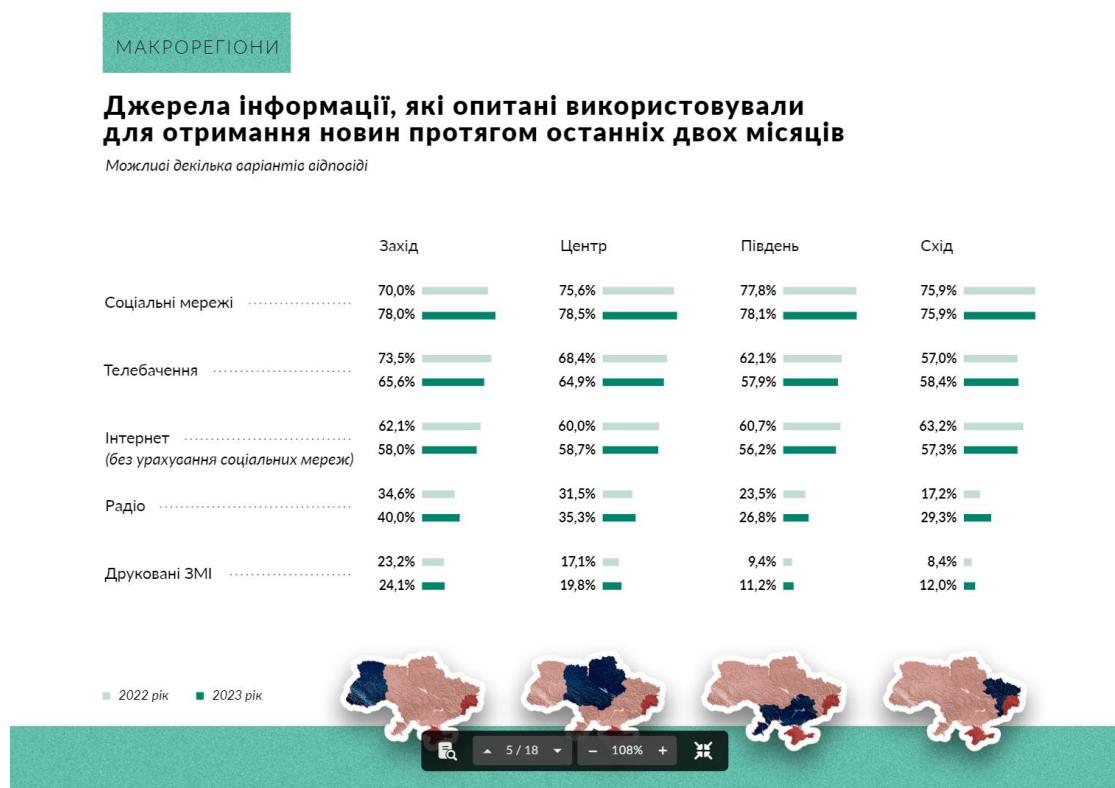 МАКРОРЕГІОНИ
Джерела інформації, які опитані використовували
для отримання новин протягом останніх двох місяців
Можливі декілька варіантів відповіді
Захід Центр Південь Схід
70,0% 75,6% 77,8% 75,9%
Соціальні мережі
78,0% 78,5% 78,1% 75,9%
73,5% 68,4% 62,1% 57,0%
Телебачення
65,6% 64,9% 57,9% 58,4%
62,1% 60,0% 60,7% 63,2%
Інтернет
58,0% 58,7% 56,2% 57,3%
(без урахування соціальних мереж)
34,6% 31,5% 23,5% 17,2%
Радіо
40,0% 35,3% 26,8% 29,3%
23,2% 17,1% 9,4% 8,4%
Друковані ЗМІ
24,1% 19,8% 11,2% 12,0%
2022 рік 2023 рік
5 / 18 − 108% +